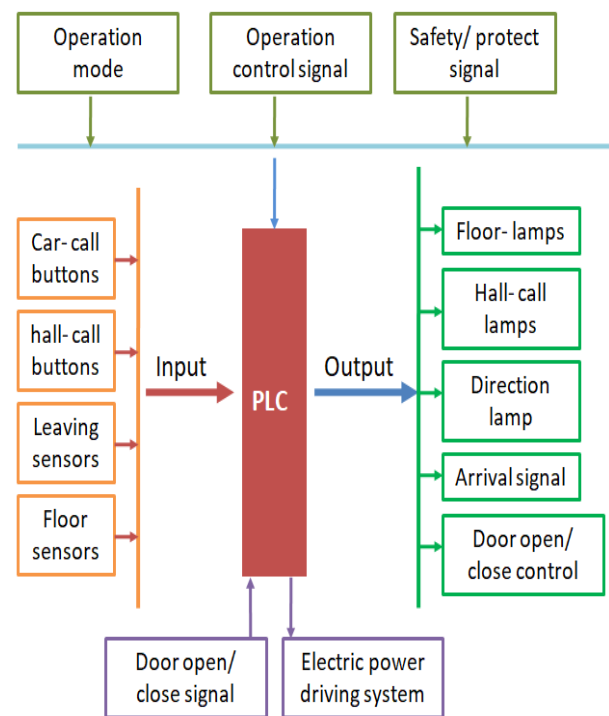 Operation
mode
Operation
control signal
Safety/ protect
signal
Car- call
buttons
hall-call
buttons
Leaving
sensors
Floor
sensors
Input
PLC
Output
Floor- lamps
Hall- call
lamps
Direction
lamp
Arrival signal
Door open/
close control
Door open/
close signal
Electric power
driving system